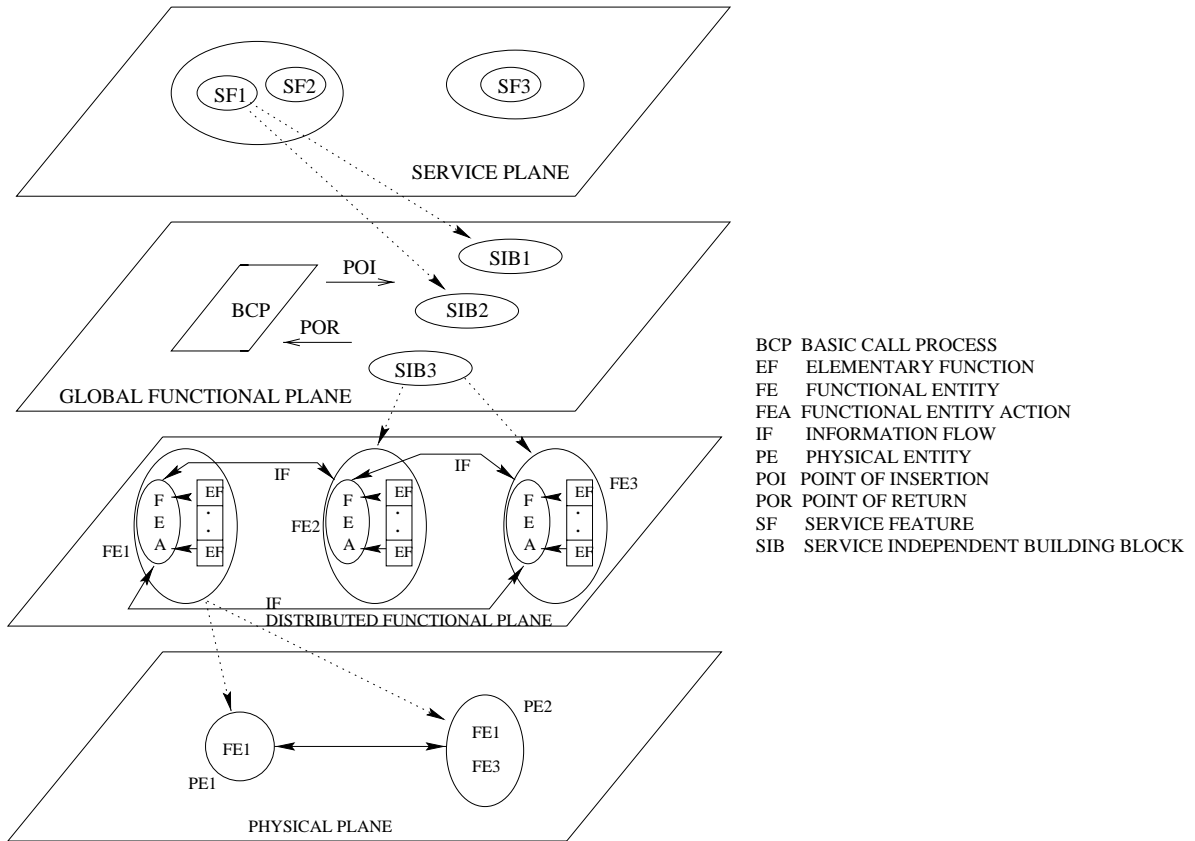 SF1
SF2
SF3
SERVICE PLANE
SIB1
POI
BCP
SIB2
POR
SIB3
GLOBAL FUNCTIONAL PLANE
BCP BASIC CALL PROCESS
EF ELEMENTARY FUNCTION
FE FUNCTIONAL ENTITY
FEA FUNCTIONAL ENTITY ACTION
IF INFORMATION FLOW
PE PHYSICAL ENTITY
POI POINT OF INSERTION
POR POINT OF RETURN
SF SERVICE FEATURE
SIB SERVICE INDEPENDENT BUILDING BLOCK
IF
IF
F
E
A
EF
.
.
EF
FE1
F
E
A
EF
.
.
EF
FE2
F
E
A
EF
.
.
EF
FE3
IF
DISTRIBUTED FUNCTIONAL PLANE
FE1
PE1
PE2
FE1
FE3
PHYSICAL PLANE